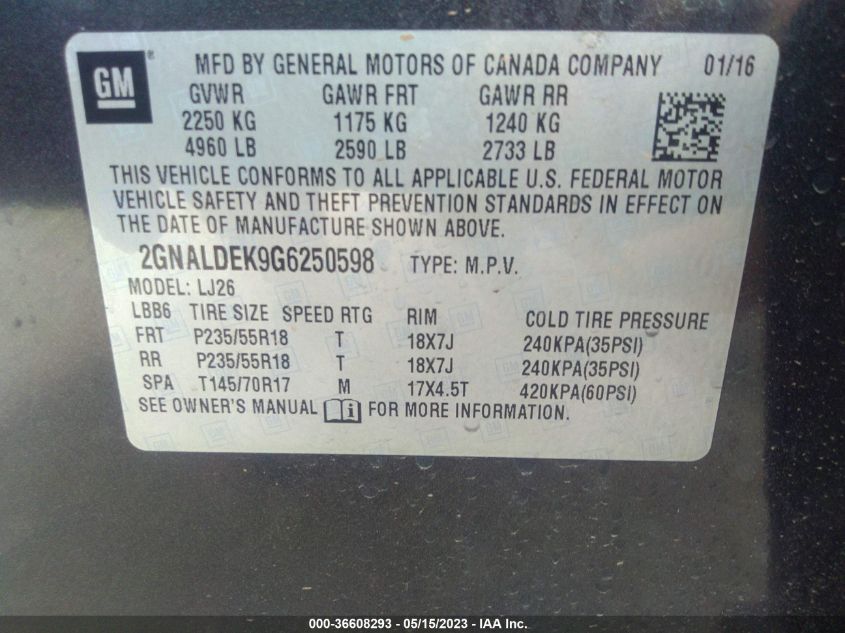 GM ®
MFD BY GENERAL MOTORS OF CANADA COMPANY 01/16
GVWR GAWR FRT GAWR RR
2250 KG 1175 KG 1240 KG
4960 LB 2590 LB 2733 LB
THIS VEHICLE CONFORMS TO ALL APPLICABLE U.S. FEDERAL MOTOR
VEHICLE SAFETY AND THEFT PREVENTION STANDARDS IN EFFECT ON
THE DATE OF MANUFACTURE SHOWN ABOVE.
2GNALDEK9G6250598 TYPE: M.P.V.
MODEL: LJ26
LBB6 TIRE SIZE SPEED RTG RIM COLD TIRE PRESSURE
FRT P235/55R18 T 18X7J 240KPA(35PSI)
RR P235/55R18 T 18X7J 240KPA(35PSI)
SPA T145/70R17 M 17X4.5T 420KPA(60PSI)
SEE OWNER'S MANUAL i FOR MORE INFORMATION.
000-36608293 - 05/15/2023 - IAA Inc.